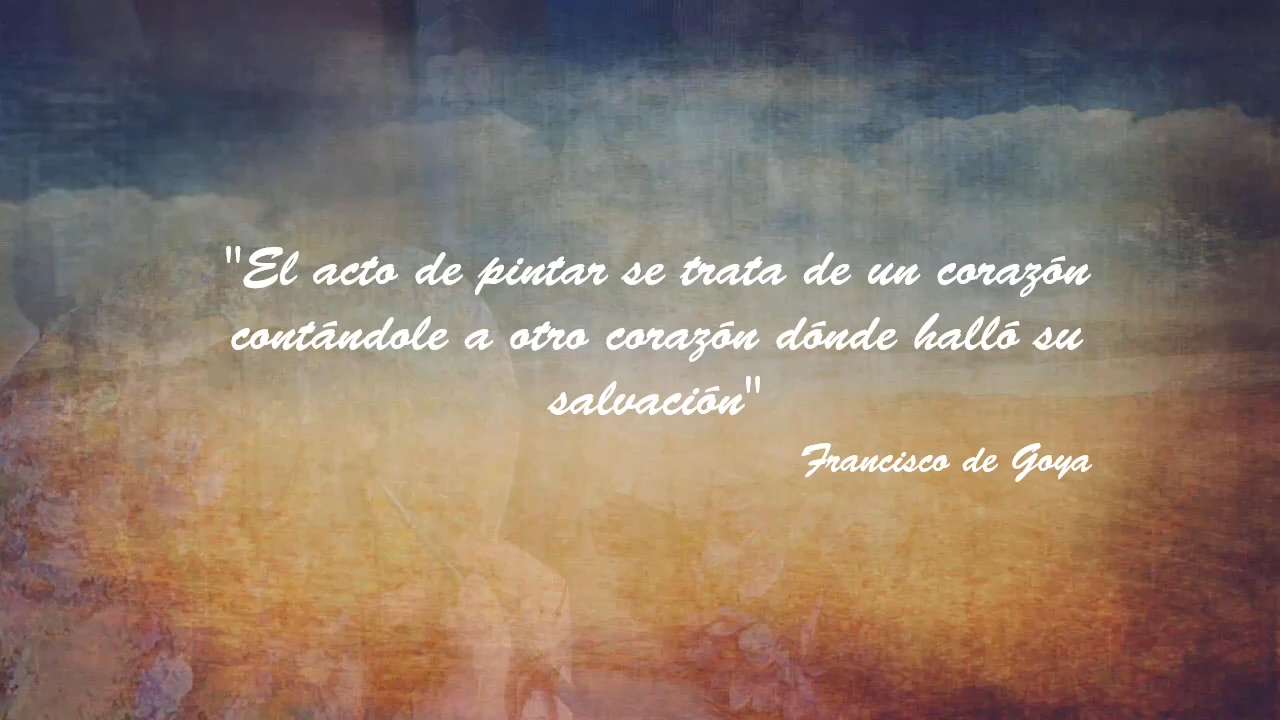 "El acto de pintar se trata de un corazón
contándole a otro corazón dónde halló su
salvación"
Francisco de Goya